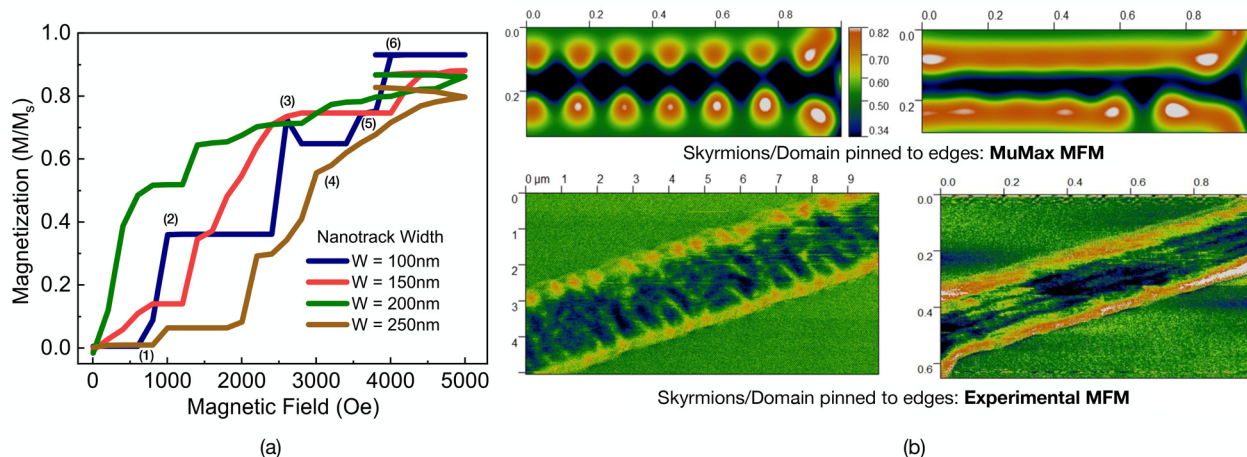 (a)
Magnetization (M/Mₛ)
1.0
0.8
0.6
0.4
0.2
0.0
(6)
(3)
(5)
(2)
(4)
(1)
Nanotrack Width
W = 100nm
W = 150nm
W = 200nm
W = 250nm
0 1000 2000 3000 4000 5000
Magnetic Field (Oe)
(a)
(b)
0.0 0.2 0.4 0.6 0.8
0.0
0.2
0.82
0.70
0.60
0.50
0.34
0.0 0.2 0.4 0.6 0.8
0.0
0.2
Skyrmions/Domain pinned to edges: MuMax MFM
0 µm 1 2 3 4 5 6 7 8 9
0
1
2
3
4
0.0 0.2 0.4 0.6 0.8
0.0
0.2
0.4
0.6
Skyrmions/Domain pinned to edges: Experimental MFM
(b)